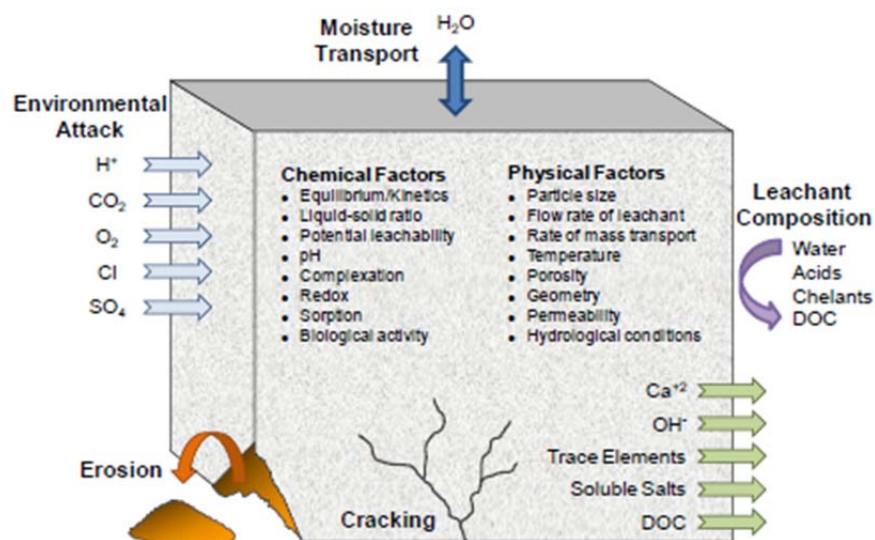 Moisture
Transport
H₂O
Environmental
Attack
H⁺
CO₂
O₂
Cl
SO₄
Chemical Factors
• Equilibrium/Kinetics
• Liquid-solid ratio
• Potential leachability
• pH
• Complexation
• Redox
• Sorption
• Biological activity
Physical Factors
• Particle size
• Flow rate of leachant
• Rate of mass transport
• Temperature
• Porosity
• Geometry
• Permeability
• Hydrological conditions
Leachant
Composition
Water
Acids
Chelants
DOC
Ca⁺²
OH⁻
Trace Elements
Soluble Salts
DOC
Erosion
Cracking